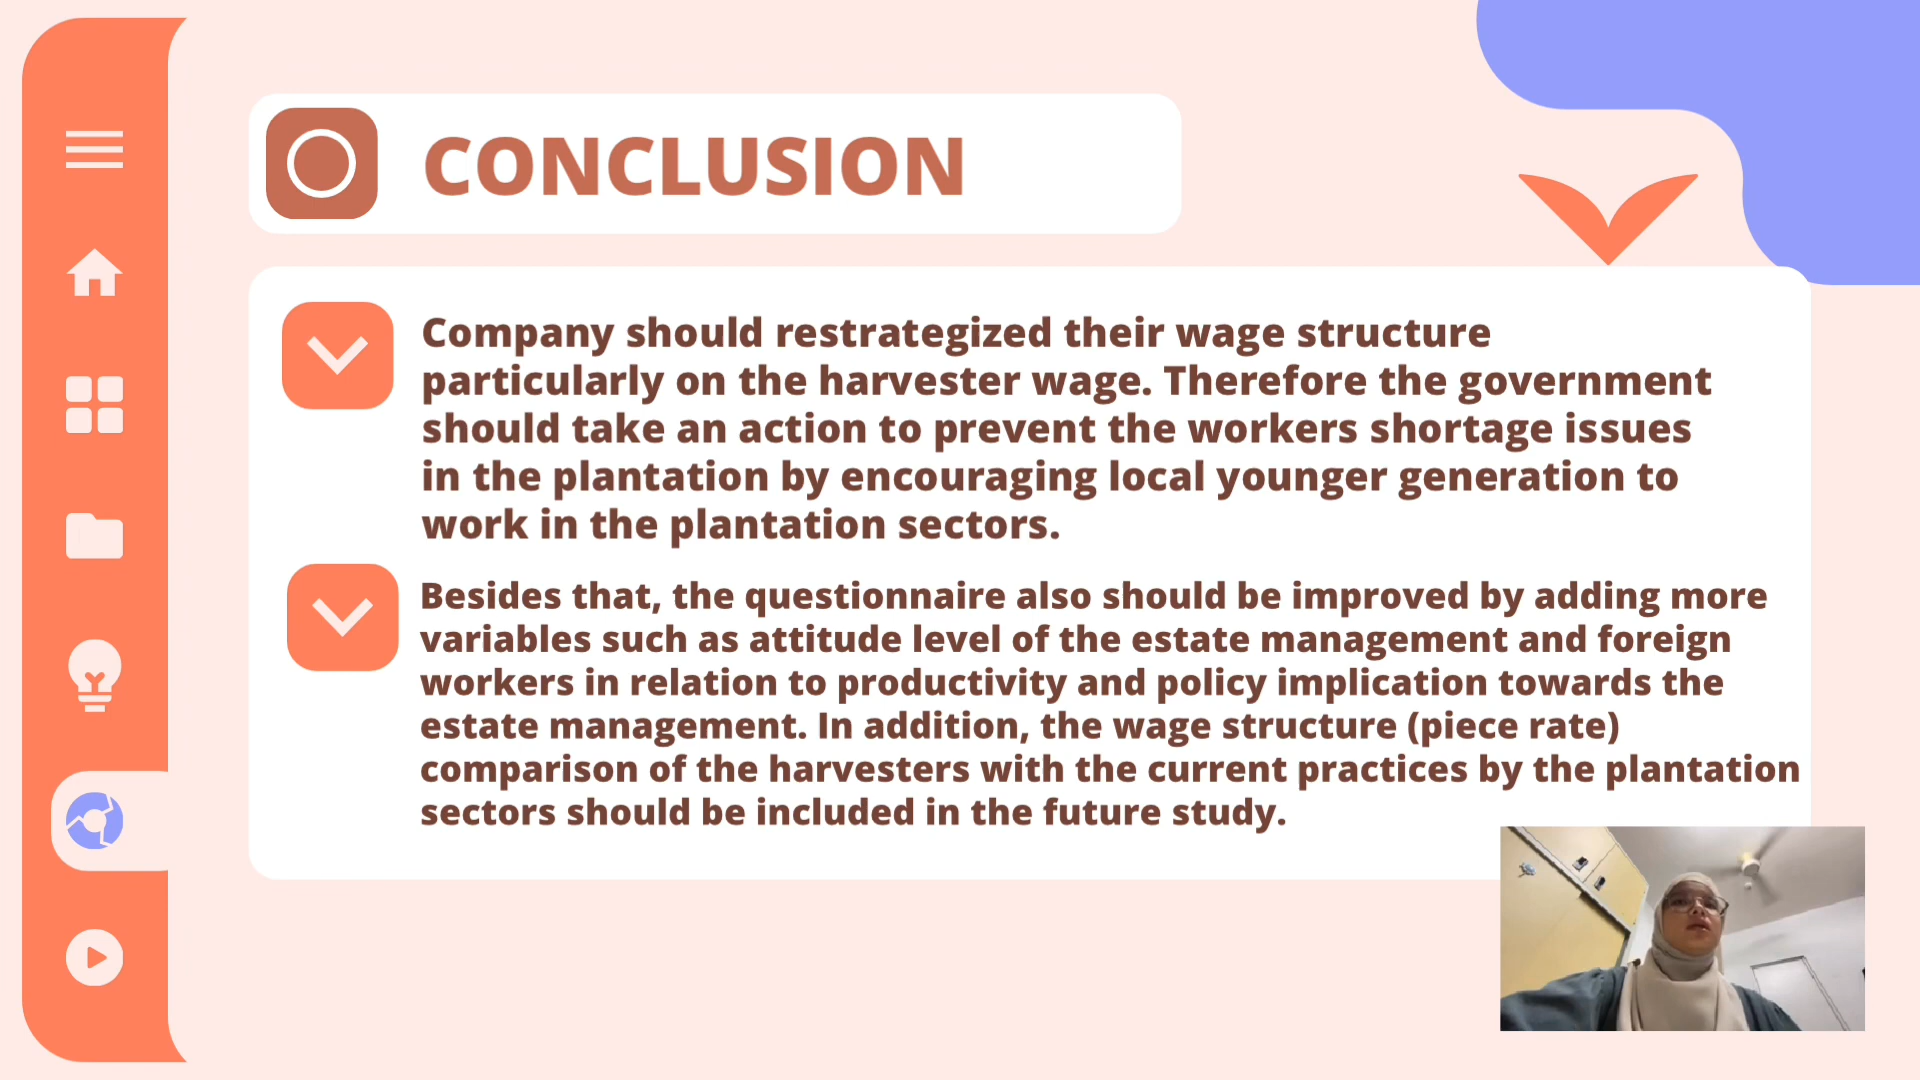 CONCLUSION
Company should restrategized their wage structure
particularly on the harvester wage. Therefore the government
should take an action to prevent the workers shortage issues
in the plantation by encouraging local younger generation to
work in the plantation sectors.
Besides that, the questionnaire also should be improved by adding more
variables such as attitude level of the estate management and foreign
workers in relation to productivity and policy implication towards the
estate management. In addition, the wage structure (piece rate)
comparison of the harvesters with the current practices by the plantation
sectors should be included in the future study.